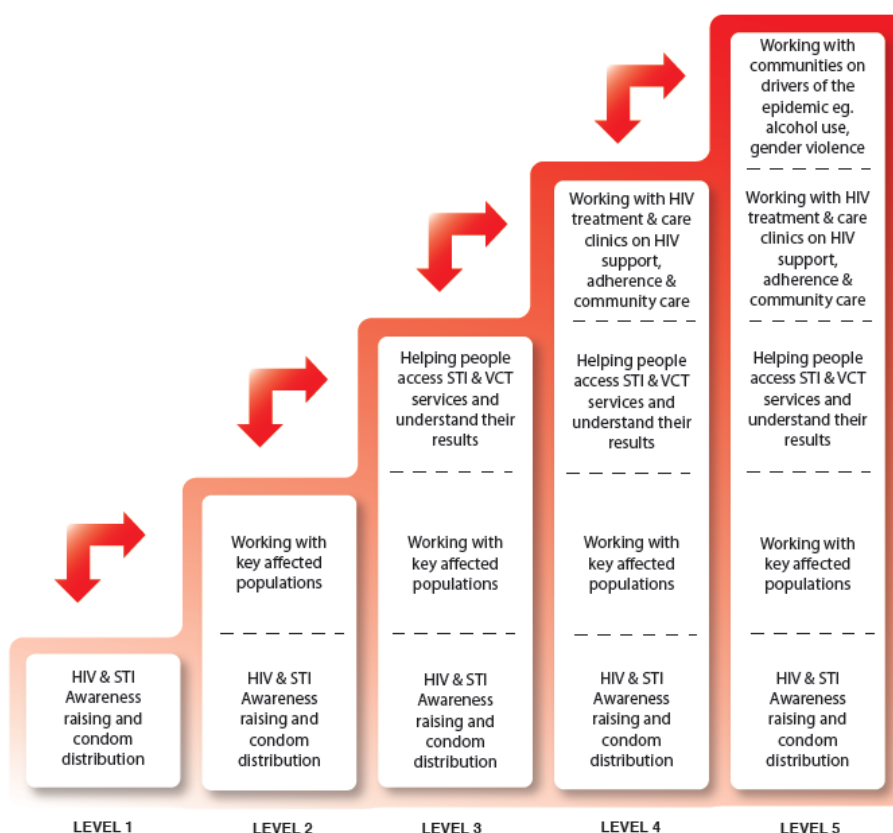 HIV & STI
Awareness
raising and
condom
distribution
LEVEL 1
Working with
key affected
populations
HIV & STI
Awareness
raising and
condom
distribution
LEVEL 2
Helping people
access STI & VCT
services and
understand their
results
Working with
key affected
populations
HIV & STI
Awareness
raising and
condom
distribution
LEVEL 3
Working with HIV
treatment & care
clinics on HIV
support,
adherence &
community care
Helping people
access STI & VCT
services and
understand their
results
Working with
key affected
populations
HIV & STI
Awareness
raising and
condom
distribution
LEVEL 4
Working with
communities on
drivers of the
epidemic eg.
alcohol use,
gender violence
Working with HIV
treatment & care
clinics on HIV
support,
adherence &
community care
Helping people
access STI & VCT
services and
understand their
results
Working with
key affected
populations
HIV & STI
Awareness
raising and
condom
distribution
LEVEL 5